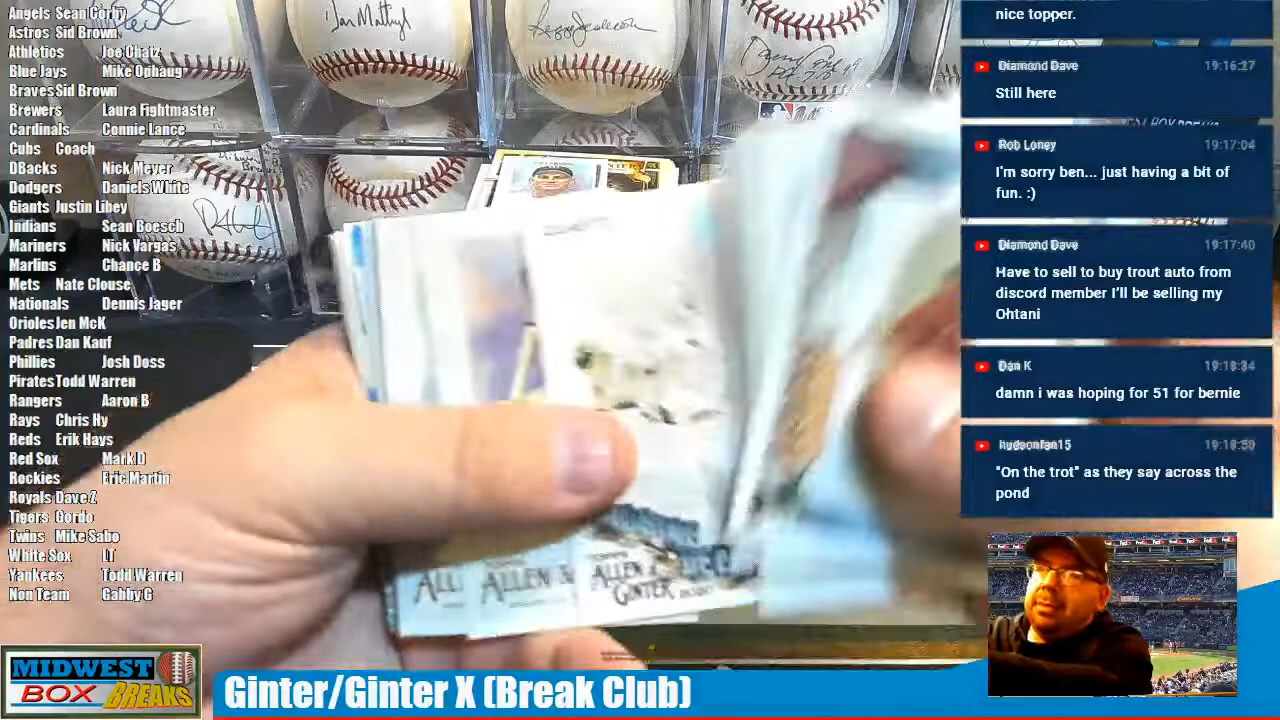 Angels Sean Corby
Astros Sid Brown
Athletics Joe Chatz
Blue Jays Mike Ophaug
Braves Sid Brown
Brewers Laura Fightmaster
Cardinals Connie Lance
Cubs Coach
DBacks Nick Meyer
Dodgers Daniels White
Giants Justin Libey
Indians Sean Boesch
Mariners Nick Vargas
Marlins Chance B
Mets Nate Clouse
Nationals Dennis Jager
Orioles Jen McK
Padres Dan Kauf
Phillies Josh Doss
Pirates Todd Warren
Rangers Aaron B
Rays Chris Hy
Reds Erik Hays
Red Sox Mark D
Rockies Eric Martin
Royals Dave Z
Tigers Gordo
Twins Mike Sabo
White Sox LT
Yankees Todd Warren
Non Team Gabby G
nice topper.
Diamond Dave 19:16:27
Still here
Rob Loney 19:17:04
I'm sorry ben... just having a bit of
fun. :)
Diamond Dave 19:17:40
Have to sell to buy trout auto from
discord member I'll be selling my
Ohtani
Dan K 19:18:34
damn i was hoping for 51 for bernie
hudsonfan15 19:18:50
"On the trot" as they say across the
pond
ALL
ALLEN &
ALLEN &
GINTER
MIDWEST
BOX BREAKS
Ginter/Ginter X (Break Club)